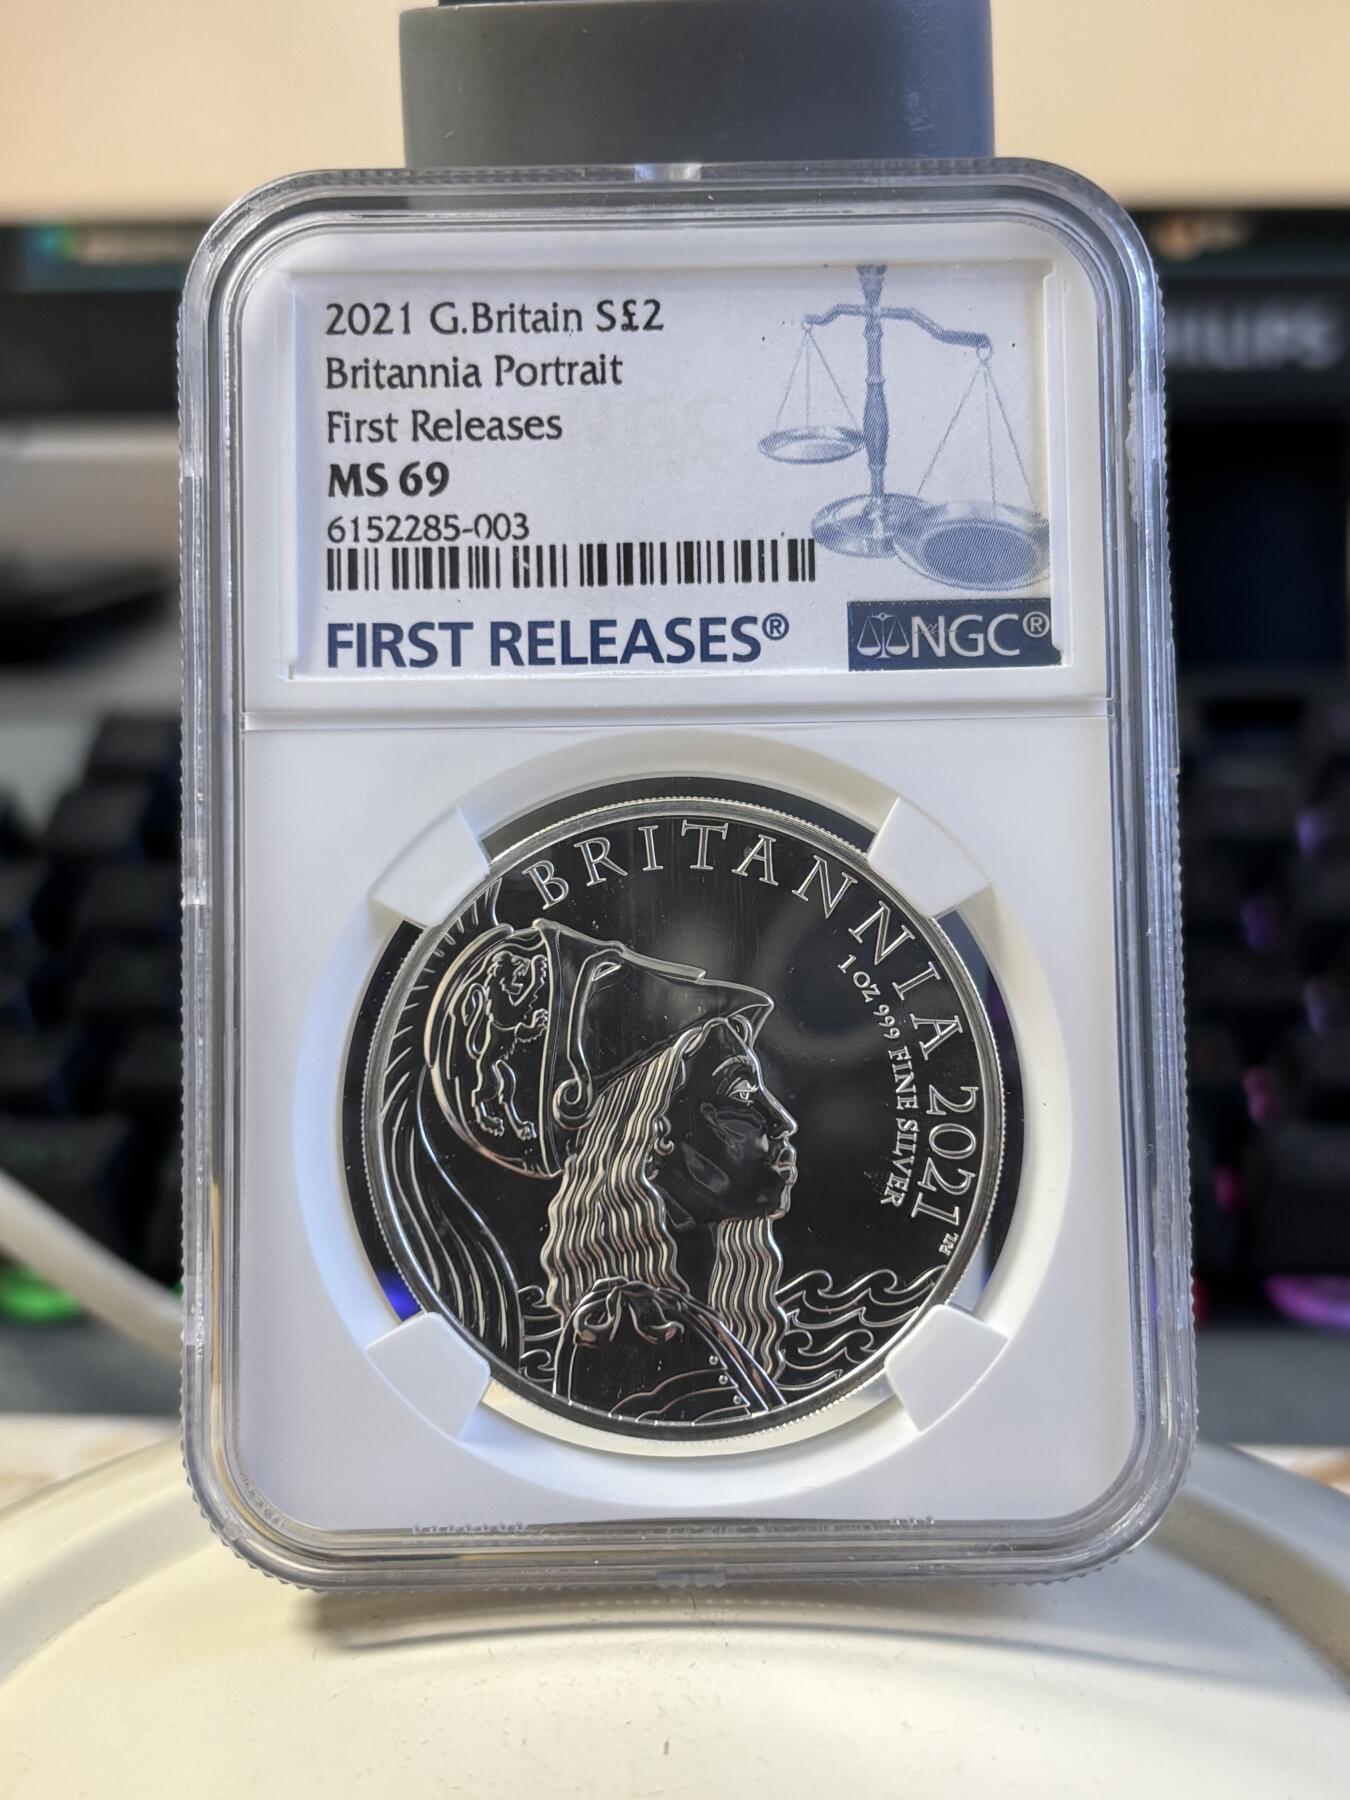 2021 G.Britain S£2
Britannia Portrait
First Releases
MS 69
6152285-003
FIRST RELEASES®
NGC®
BRITANNIA 2021
1 OZ 999 FINE SILVER